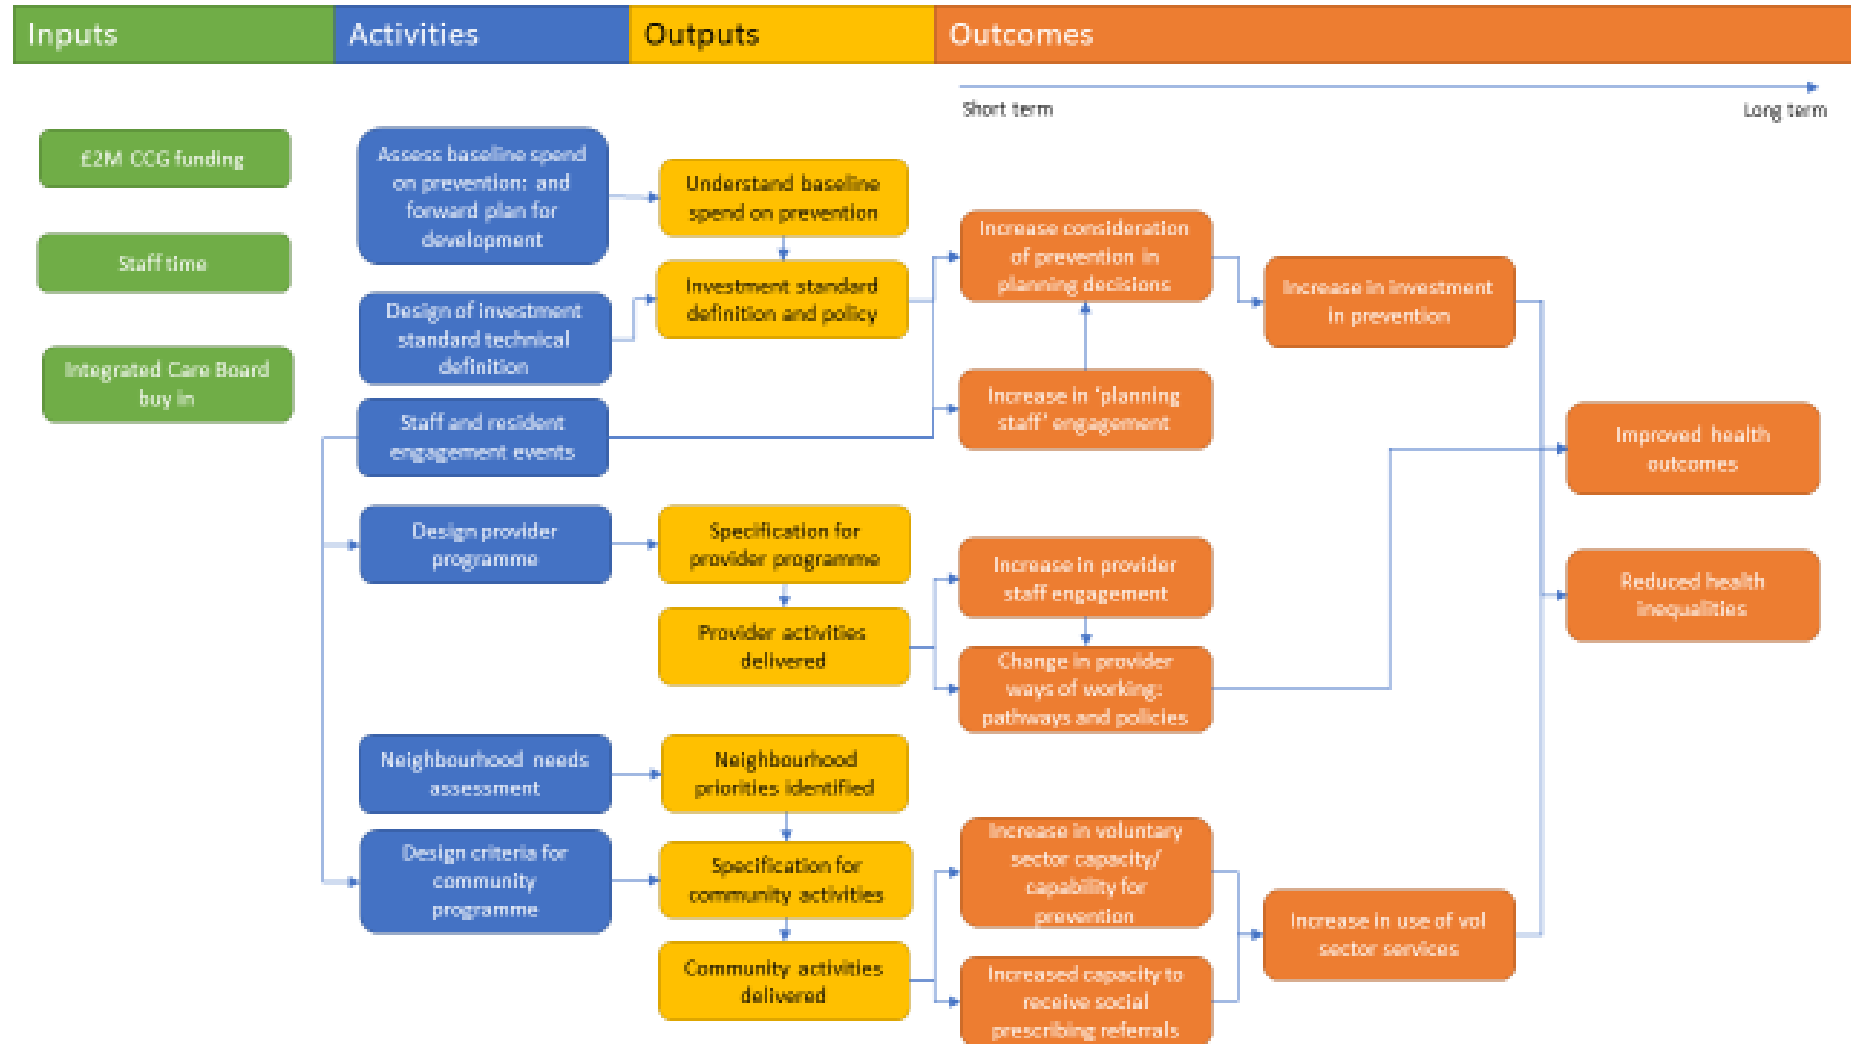 Inputs
Activities
Outputs
Outcomes
Short term
Long term
£2M CCG funding
Staff time
Integrated Care Board
buy in
Assess baseline spend
on prevention: and
forward plan for
development
Design of investment
standard technical
definition
Staff and resident
engagement events
Design provider
programme
Neighbourhood needs
assessment
Design criteria for
community
programme
Understand baseline
spend on prevention
Investment standard
definition and policy
Specification for
provider programme
Provider activities
delivered
Neighbourhood
priorities identified
Specification for
community activities
Community activities
delivered
Increase consideration
of prevention in
planning decisions
Increase in 'planning
staff' engagement
Increase in provider
staff engagement
Change in provider
ways of working:
pathways and policies
Increase in voluntary
sector capacity/
capability for
prevention
Increased capacity to
receive social
prescribing referrals
Increase in investment
in prevention
Increase in use of vol
sector services
Improved health
outcomes
Reduced health
inequalities